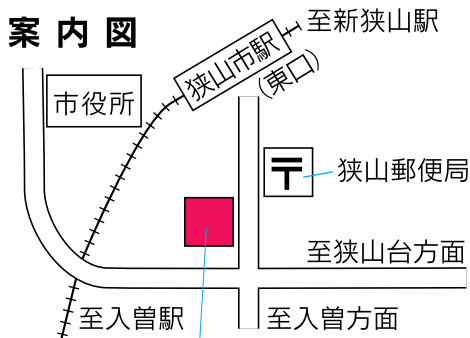 案内図
至新狭山駅
狭山市駅
(東口)
市役所
〒
狭山郵便局
至狭山台方面
至入曽駅
至入曽方面